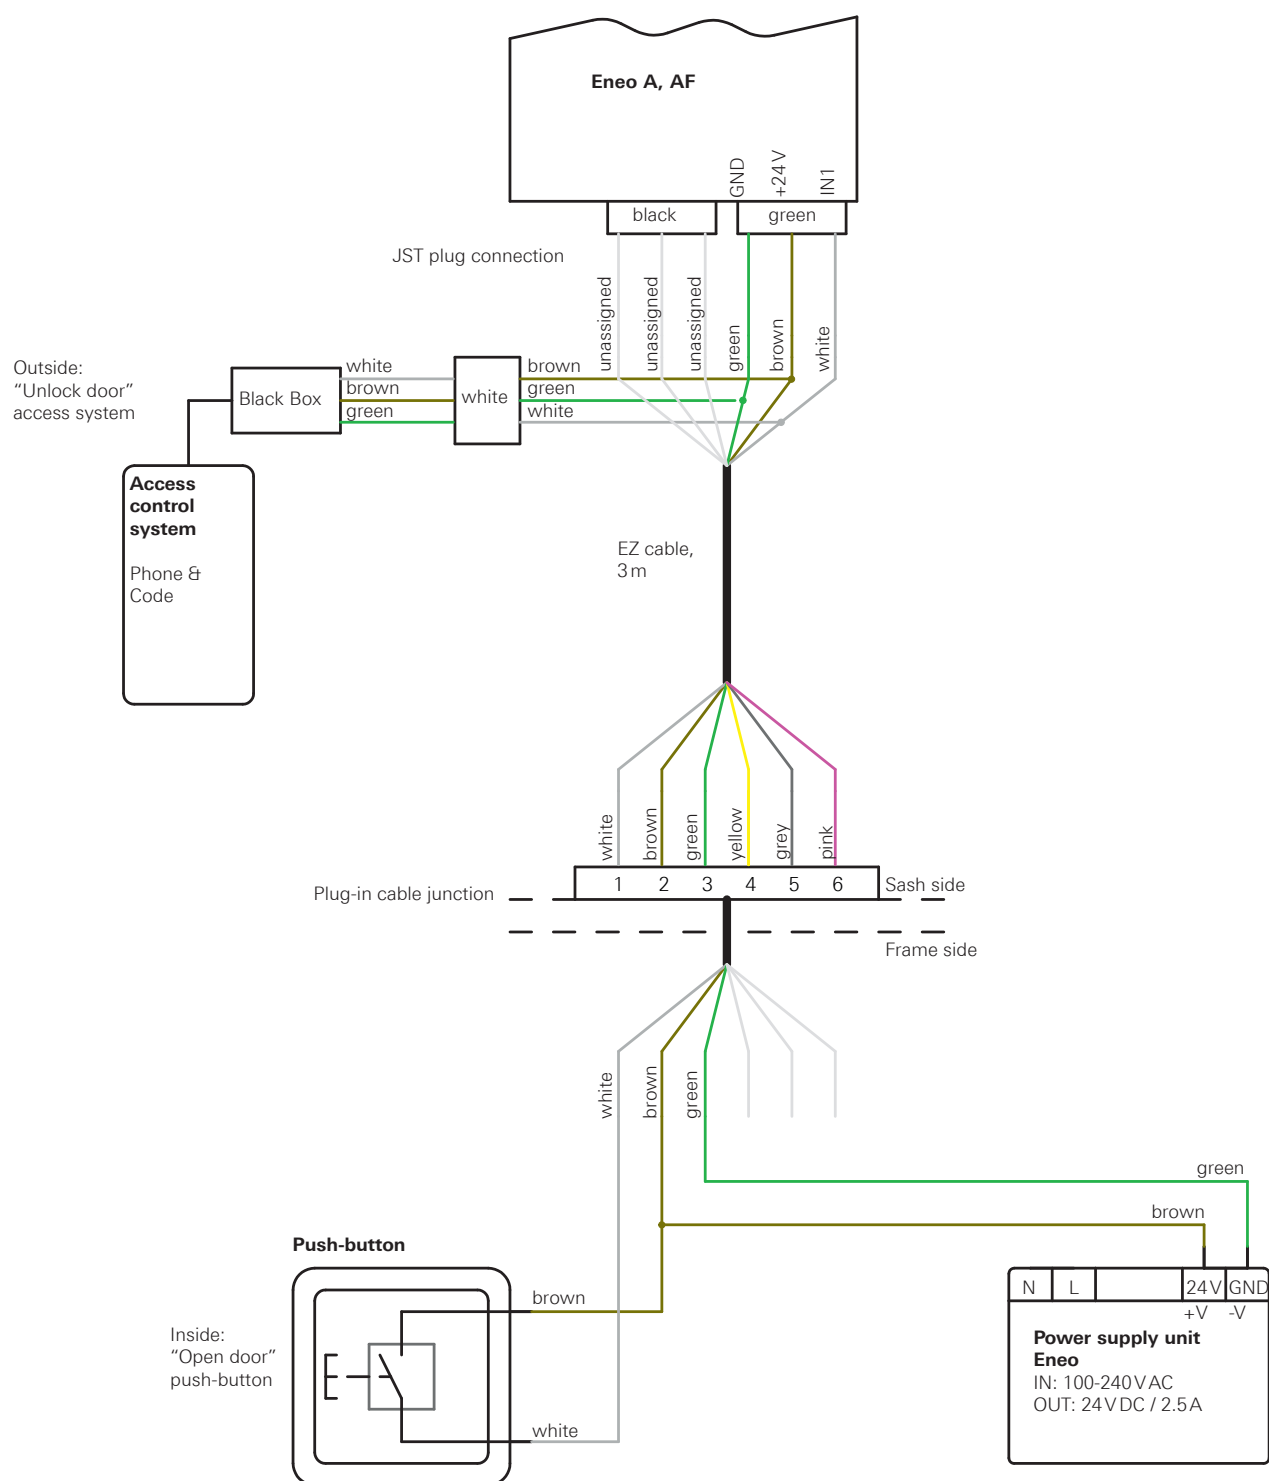 Eneo A, AF
GND
+24 V
IN1
black
green
JST plug connection
unassigned
unassigned
unassigned
green
brown
white
Outside:
“Unlock door”
access system
Black Box
white
brown
green
white
brown
green
white
Access
control
system
Phone &
Code
EZ cable,
3 m
white
brown
green
yellow
grey
pink
1 2 3 4 5 6
Plug-in cable junction
Sash side
Frame side
white
brown
green
green
brown
Push-button
brown
white
Inside:
“Open door”
push-button
N L 24 V GND
+V -V
Power supply unit
Eneo
IN: 100-240 V AC
OUT: 24 V DC / 2.5 A